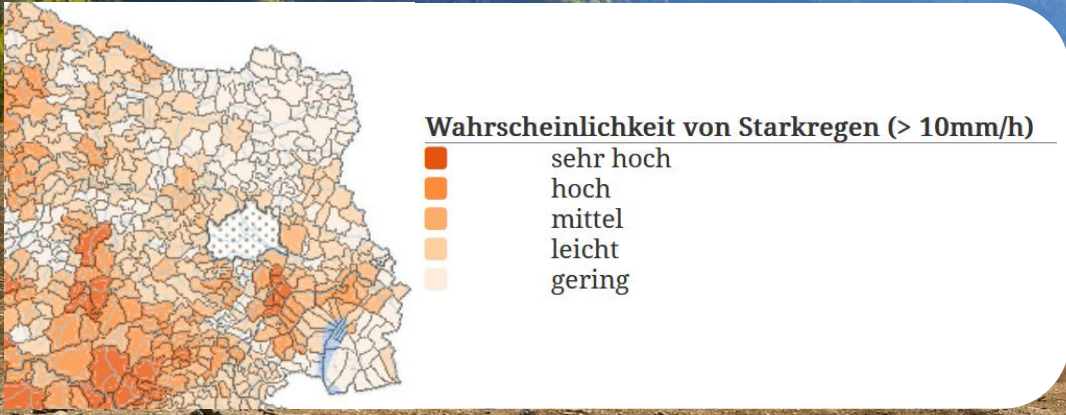 Wahrscheinlichkeit von Starkregen (> 10mm/h)
sehr hoch
hoch
mittel
leicht
gering